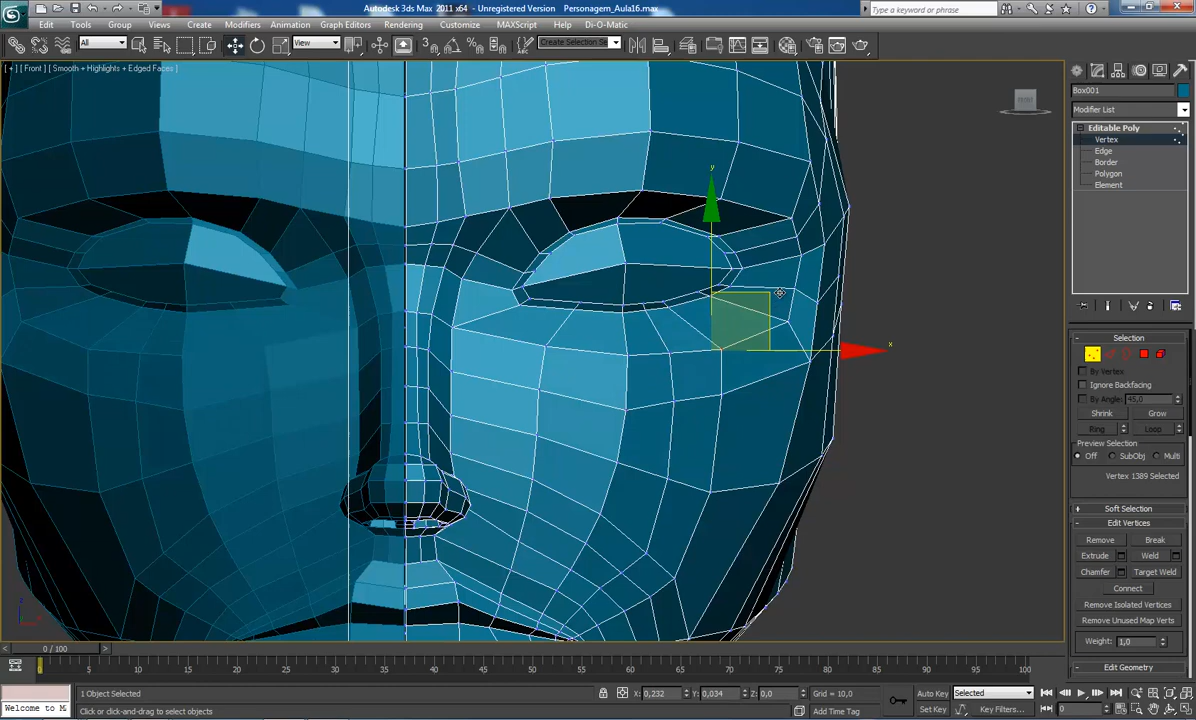 Autodesk 3ds Max 2011 x64 - Unregistered Version Personagem_Aula16.max
Type a keyword or phrase
Edit Tools Group Views Create Modifiers Animation Graph Editors Rendering Customize MAXScript Help Di-O-Matic
All View Create Selection Se
[ + ] [ Front ] [ Smooth + Highlights + Edged Faces ]
Box001
Modifier List
Editable Poly
Vertex
Edge
Border
Polygon
Element
y
x
Selection
By Vertex
Ignore Backfacing
By Angle: 45,0
Shrink Grow
Ring Loop
Preview Selection
Off SubObj Multi
Vertex 1389 Selected
Soft Selection
Edit Vertices
Remove Break
Extrude Weld
Chamfer Target Weld
Connect
Remove Isolated Vertices
Remove Unused Map Verts
Weight: 1,0
Edit Geometry
0 / 100
0 5 10 15 20 25 30 35 40 45 50 55 60 65 70 75 80 85 90 95 100
1 Object Selected X: 0,232 Y: 0,034 Z: 0,0 Grid = 10,0 Auto Key Selected
Welcome to M Click or click-and-drag to select objects Add Time Tag Set Key Key Filters... 0